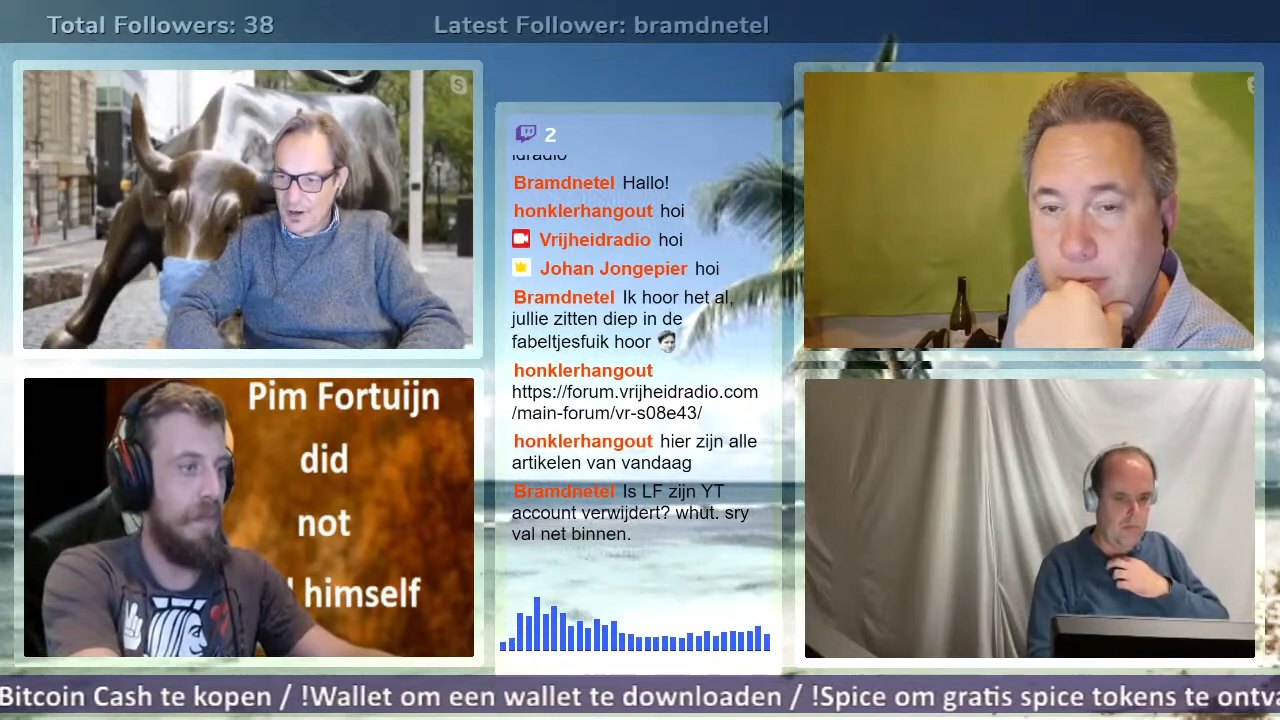 Total Followers: 38
Latest Follower: bramdnetel
2
idradio
Bramdnetel Hallo!
honklerhangout hoi
Vrijheidradio hoi
Johan Jongepier hoi
Bramdnetel Ik hoor het al,
jullie zitten diep in de
fabeltjesfuik hoor
honklerhangout
https://forum.vrijheidradio.com
/main-forum/vr-s08e43/
honklerhangout hier zijn alle
artikelen van vandaag
Bramdnetel Is LF zijn YT
account verwijdert? whut. sry
val net binnen.
Pim Fortuijn
did
not
himself
Bitcoin Cash te kopen / !Wallet om een wallet te downloaden / !Spice om gratis spice tokens te ontva